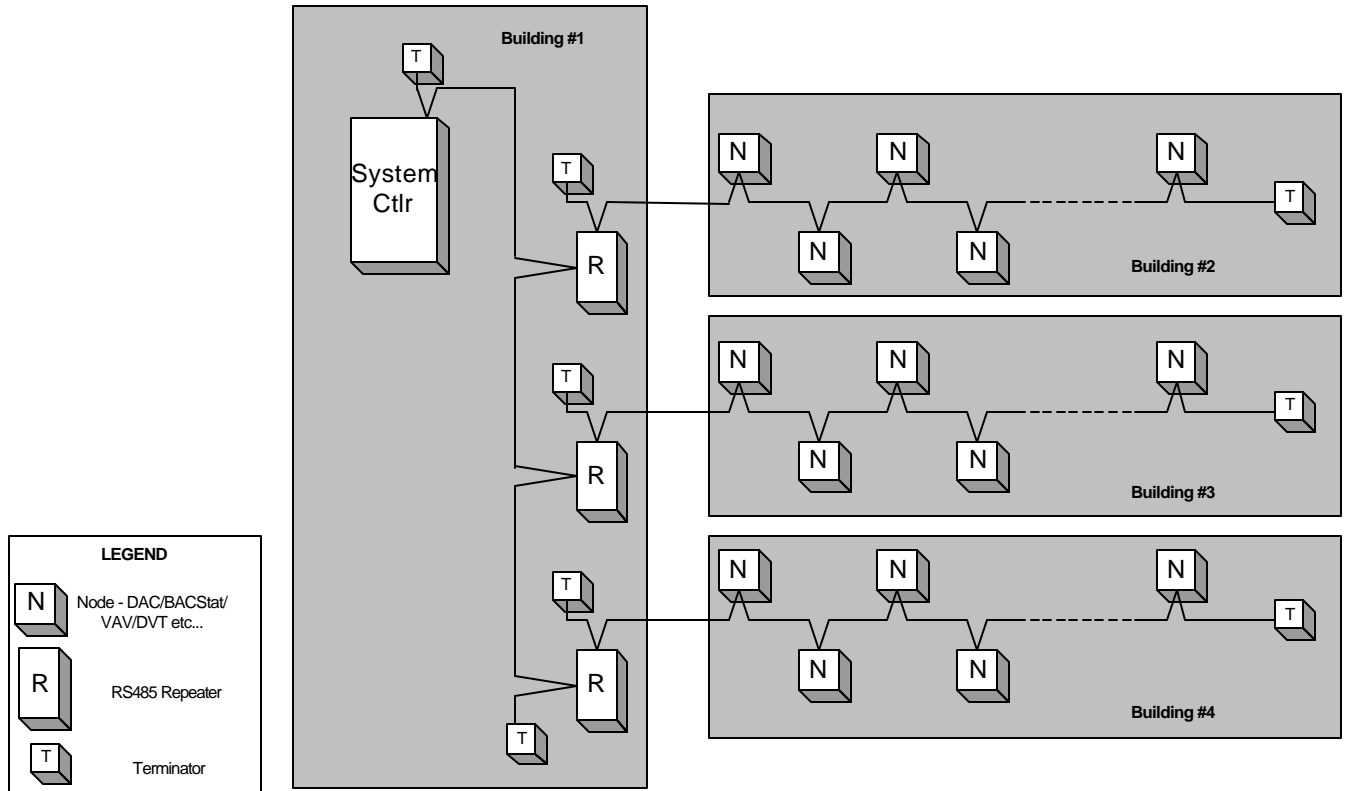 Building #1
T
System
Ctlr
T
R
T
R
T
R
T
N
N
N
N
N
T
Building #2
N
N
N
N
N
T
Building #3
N
N
N
N
N
T
Building #4
LEGEND
N
Node - DAC/BACStat/
VAV/DVT etc...
R
RS485 Repeater
T
Terminator